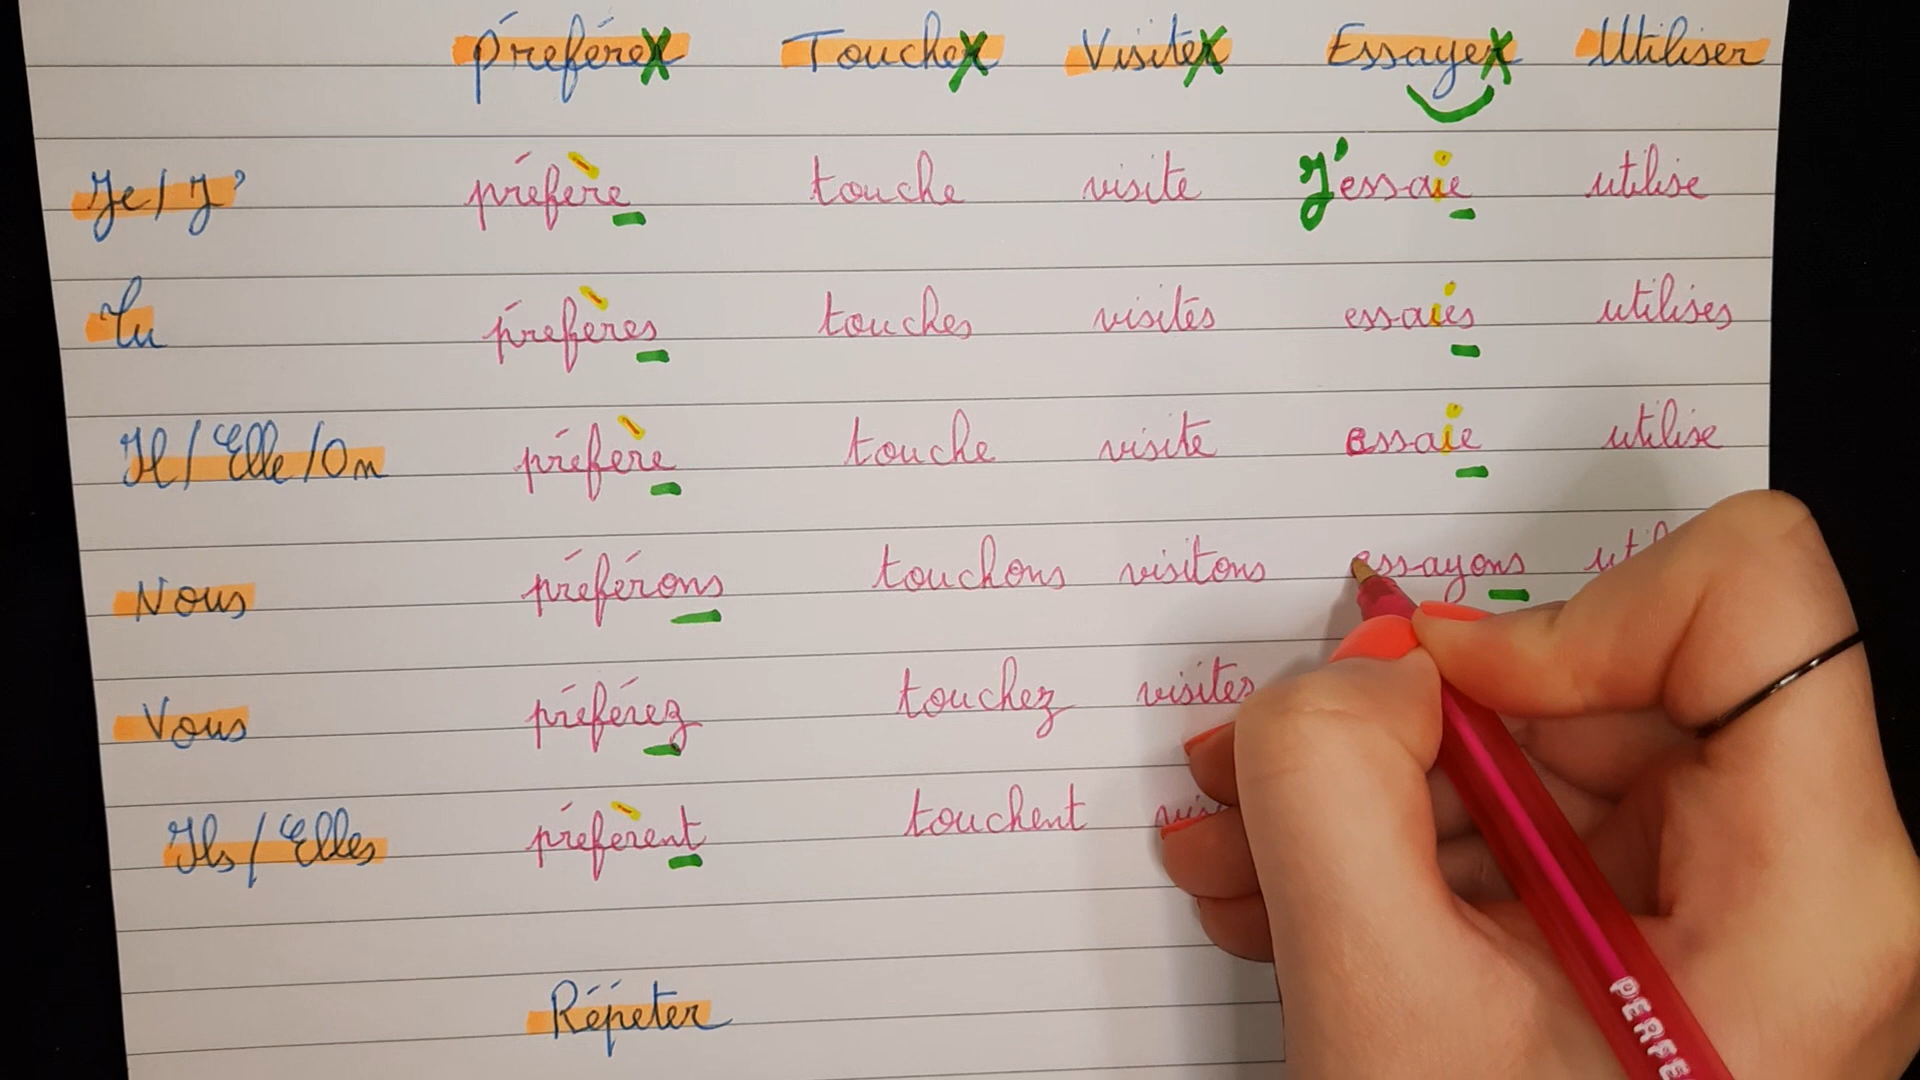 Préférer Toucher Visiter Essayer Utiliser
Je/J' préfère touche visite J'essaie utilise
Tu préfères touches visites essaies utilises
Il/Elle/On préfère touche visite essaie utilise
Nous préférons touchons visitons essayons
Vous préférez touchez
Ils/Elles préfèrent touchent
Répéter
PERFE